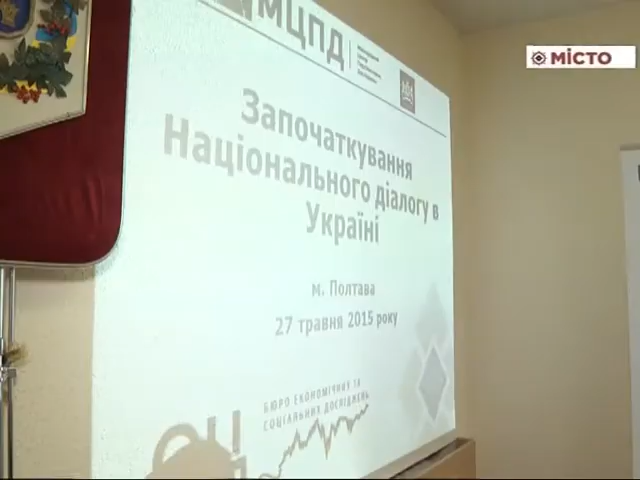 МІСТО
МЦПД
Започаткування
Національного діалогу в
Україні
м. Полтава
27 травня 2015 року
БЮРО ЕКОНОМІЧНИХ ТА
СОЦІАЛЬНИХ ДОСЛІДЖЕНЬ